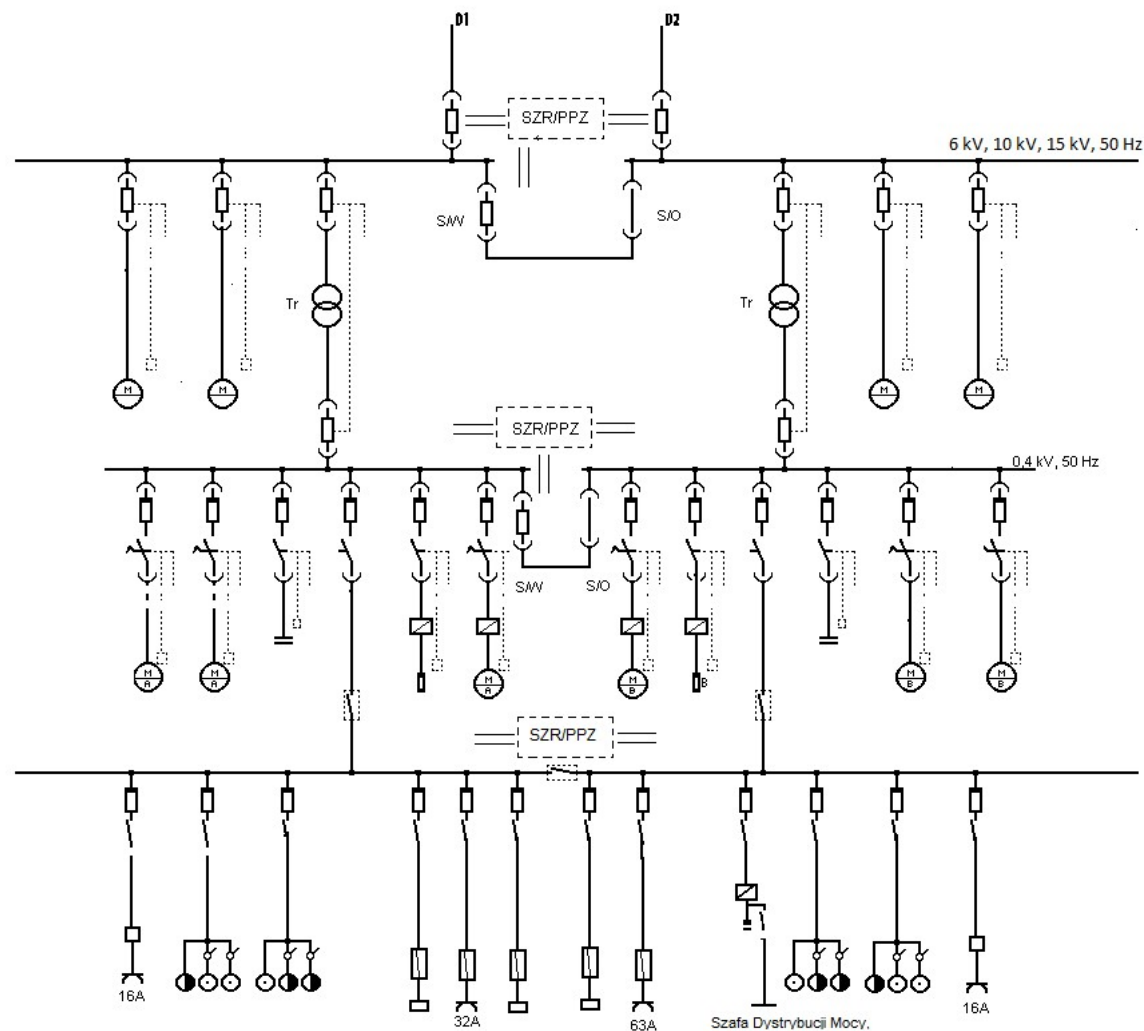 D1 D2
SZR/PPZ
6 kV, 10 kV, 15 kV, 50 Hz
S/W S/O
Tr Tr
M M M M
SZR/PPZ
0,4 kV, 50 Hz
S/W S/O
M A M A M A M B B M B M B
SZR/PPZ
16A 32A 63A 16A
Szafa Dystrybucji Mocy,